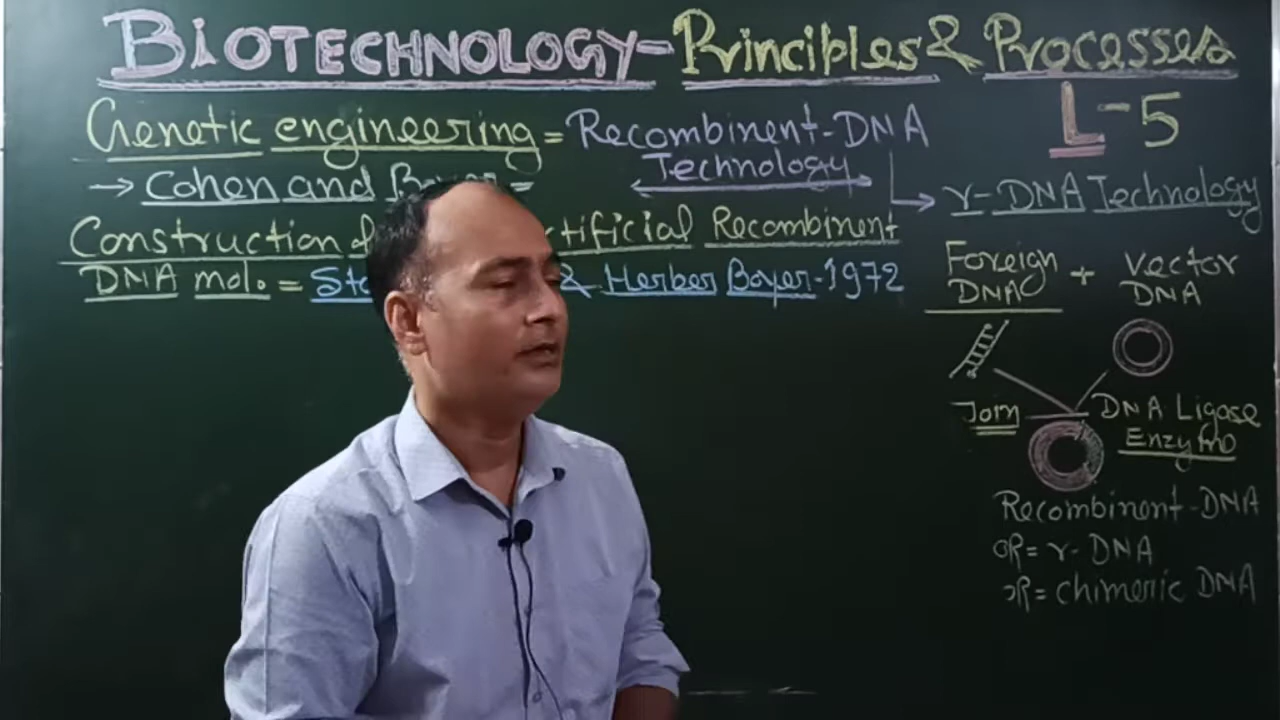 BIOTECHNOLOGY-Principles & Processes
L-5
Genetic engineering = Recombinent-DNA
Technology
→ Cohen and =
r-DNA Technology
Construction of Recombinent
DNA mol. = & Herber Boyer-1972
Foreign DNA + Vector DNA
Join DNA Ligase
Enzyme
Recombinent-DNA
OR = r-DNA
OR = chimeric DNA